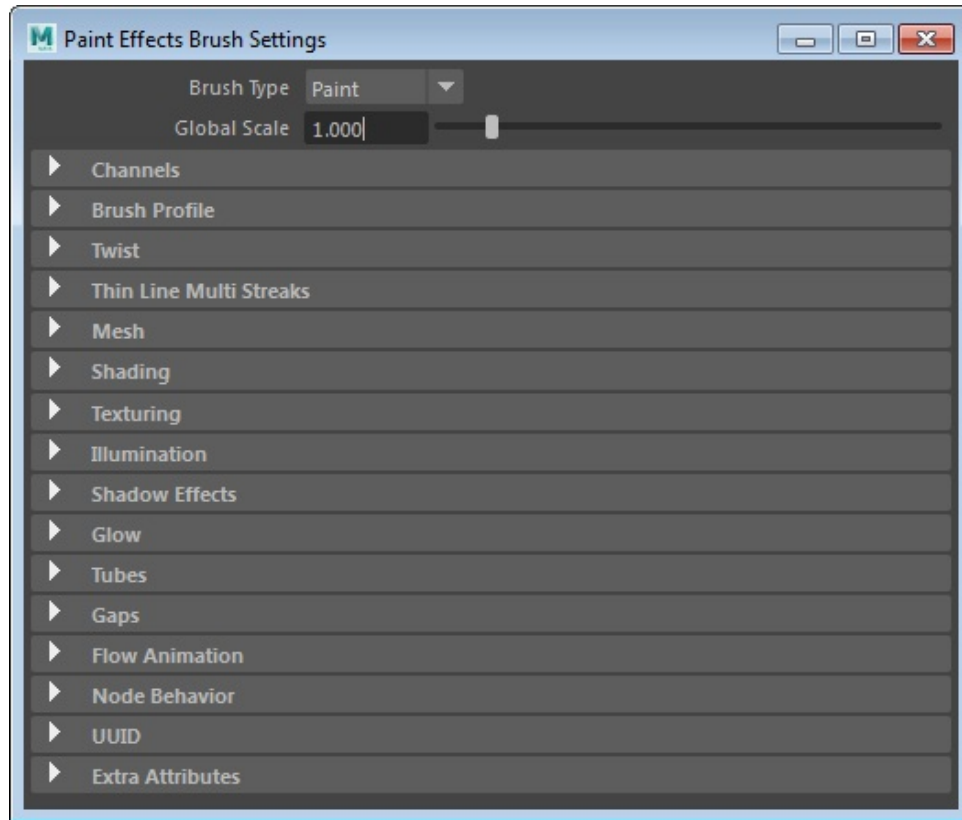 Paint Effects Brush Settings
Brush Type Paint
Global Scale 1.000
Channels
Brush Profile
Twist
Thin Line Multi Streaks
Mesh
Shading
Texturing
Illumination
Shadow Effects
Glow
Tubes
Gaps
Flow Animation
Node Behavior
UUID
Extra Attributes